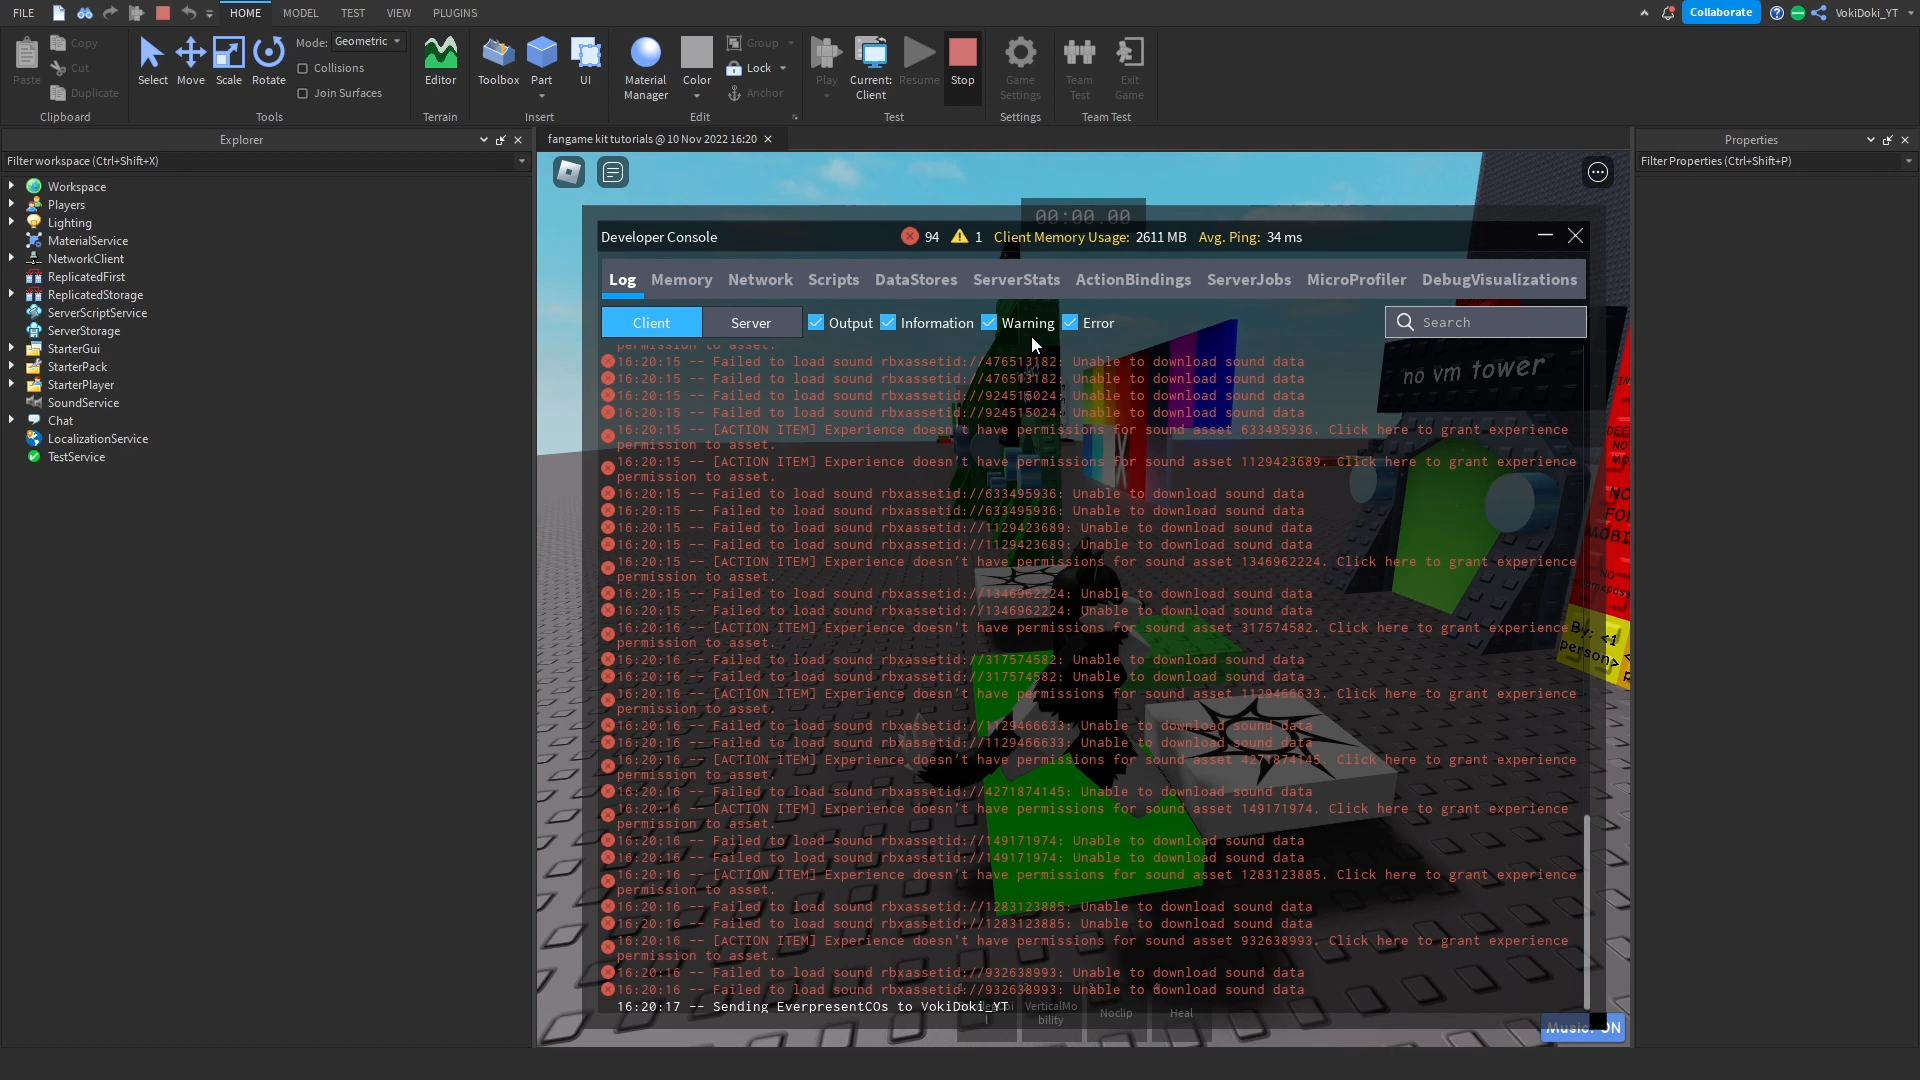 FILE HOME MODEL TEST VIEW PLUGINS
Collaborate VokiDoki_YT
Paste Copy Cut Duplicate
Clipboard
Select Move Scale Rotate
Mode: Geometric
Collisions
Join Surfaces
Tools
Editor
Terrain
Toolbox Part UI
Insert
Material Manager Color
Group
Lock
Anchor
Edit
Play Current: Client Resume Stop
Test
Game Settings
Settings
Team Test Exit Game
Team Test
Explorer
Filter workspace (Ctrl+Shift+X)
Workspace
Players
Lighting
MaterialService
NetworkClient
ReplicatedFirst
ReplicatedStorage
ServerScriptService
ServerStorage
StarterGui
StarterPack
StarterPlayer
SoundService
Chat
LocalizationService
TestService
fangame kit tutorials @ 10 Nov 2022 16:20
Properties
Filter Properties (Ctrl+Shift+P)
00:00.00
Developer Console 94 1 Client Memory Usage: 2611 MB Avg. Ping: 34 ms
Log Memory Network Scripts DataStores ServerStats ActionBindings ServerJobs MicroProfiler DebugVisualizations
Client Server Output Information Warning Error Search
permission to asset.
16:20:15 -- Failed to load sound rbxassetid://476513182: Unable to download sound data
16:20:15 -- Failed to load sound rbxassetid://476513182: Unable to download sound data
16:20:15 -- Failed to load sound rbxassetid://924515024: Unable to download sound data
16:20:15 -- Failed to load sound rbxassetid://924515024: Unable to download sound data
16:20:15 -- [ACTION ITEM] Experience doesn't have permissions for sound asset 633495936. Click here to grant experience
permission to asset.
16:20:15 -- [ACTION ITEM] Experience doesn't have permissions for sound asset 1129423689. Click here to grant experience
permission to asset.
16:20:15 -- Failed to load sound rbxassetid://633495936: Unable to download sound data
16:20:15 -- Failed to load sound rbxassetid://633495936: Unable to download sound data
16:20:15 -- Failed to load sound rbxassetid://1129423689: Unable to download sound data
16:20:15 -- Failed to load sound rbxassetid://1129423689: Unable to download sound data
16:20:15 -- [ACTION ITEM] Experience doesn't have permissions for sound asset 1346962224. Click here to grant experience
permission to asset.
16:20:15 -- Failed to load sound rbxassetid://1346962224: Unable to download sound data
16:20:15 -- Failed to load sound rbxassetid://1346962224: Unable to download sound data
16:20:16 -- [ACTION ITEM] Experience doesn't have permissions for sound asset 317574582. Click here to grant experience
permission to asset.
16:20:16 -- Failed to load sound rbxassetid://317574582: Unable to download sound data
16:20:16 -- Failed to load sound rbxassetid://317574582: Unable to download sound data
16:20:16 -- [ACTION ITEM] Experience doesn't have permissions for sound asset 1129466633. Click here to grant experience
permission to asset.
16:20:16 -- Failed to load sound rbxassetid://1129466633: Unable to download sound data
16:20:16 -- Failed to load sound rbxassetid://1129466633: Unable to download sound data
16:20:16 -- [ACTION ITEM] Experience doesn't have permissions for sound asset 4271874145. Click here to grant experience
permission to asset.
16:20:16 -- Failed to load sound rbxassetid://4271874145: Unable to download sound data
16:20:16 -- [ACTION ITEM] Experience doesn't have permissions for sound asset 149171974. Click here to grant experience
permission to asset.
16:20:16 -- Failed to load sound rbxassetid://149171974: Unable to download sound data
16:20:16 -- Failed to load sound rbxassetid://149171974: Unable to download sound data
16:20:16 -- [ACTION ITEM] Experience doesn't have permissions for sound asset 1283123885. Click here to grant experience
permission to asset.
16:20:16 -- Failed to load sound rbxassetid://1283123885: Unable to download sound data
16:20:16 -- Failed to load sound rbxassetid://1283123885: Unable to download sound data
16:20:16 -- [ACTION ITEM] Experience doesn't have permissions for sound asset 932638993. Click here to grant experience
permission to asset.
16:20:16 -- Failed to load sound rbxassetid://932638993: Unable to download sound data
16:20:16 -- Failed to load sound rbxassetid://932638993: Unable to download sound data
16:20:17 -- Sending EverpresentCOs to VokiDoki_YT
VerticalMo
bility
Noclip
Heal
Music: ON
no vm tower
By: <1
person>